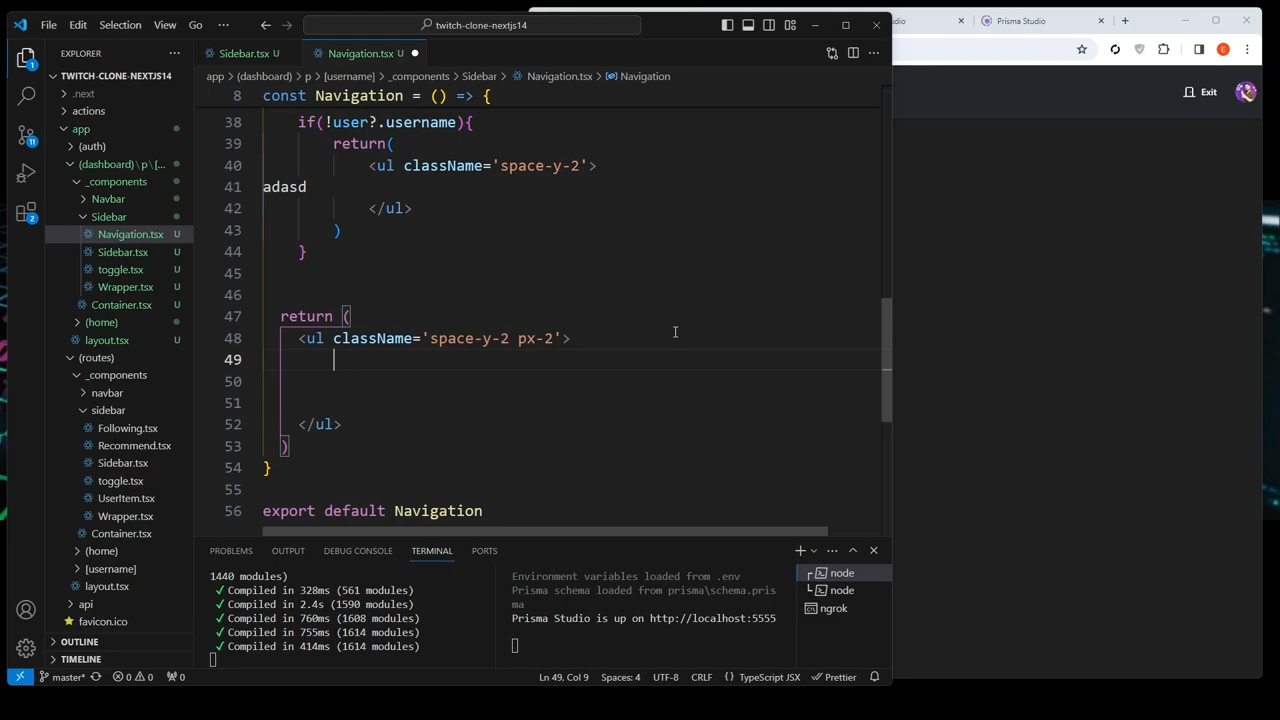 File Edit Selection View Go ··· twitch-clone-nextjs14
Prisma Studio
EXPLORER
Sidebar.tsx U
Navigation.tsx U
TWITCH-CLONE-NEXTJS14
.next
actions
app
(auth)
(dashboard) \ p \ [...
_components
Navbar
Sidebar
Navigation.tsx U
Sidebar.tsx U
toggle.tsx U
Wrapper.tsx U
Container.tsx U
(home)
layout.tsx U
(routes)
_components
navbar
sidebar
Following.tsx
Recommend.tsx
Sidebar.tsx
toggle.tsx
UserItem.tsx
Wrapper.tsx
Container.tsx
(home)
[username]
layout.tsx
api
favicon.ico
OUTLINE
TIMELINE
11
2
app > (dashboard) > p > [username] > _components > Sidebar > Navigation.tsx > Navigation
8 const Navigation = () => {
38 if(!user?.username){
39 return(
40 <ul className='space-y-2'>
41 adasd
42 </ul>
43 )
44 }
45
46
47 return (
48 <ul className='space-y-2 px-2'>
49
50
51
52 </ul>
53 )
54 }
55
56 export default Navigation
PROBLEMS OUTPUT DEBUG CONSOLE TERMINAL PORTS
1440 modules)
✓ Compiled in 328ms (561 modules)
✓ Compiled in 2.4s (1590 modules)
✓ Compiled in 760ms (1608 modules)
✓ Compiled in 755ms (1614 modules)
✓ Compiled in 414ms (1614 modules)
Environment variables loaded from .env
Prisma schema loaded from prisma\schema.pris
ma
Prisma Studio is up on http://localhost:5555
node
node
ngrok
master* 0 0 0 Ln 49, Col 9 Spaces: 4 UTF-8 CRLF {} TypeScript JSX Prettier
E
Exit